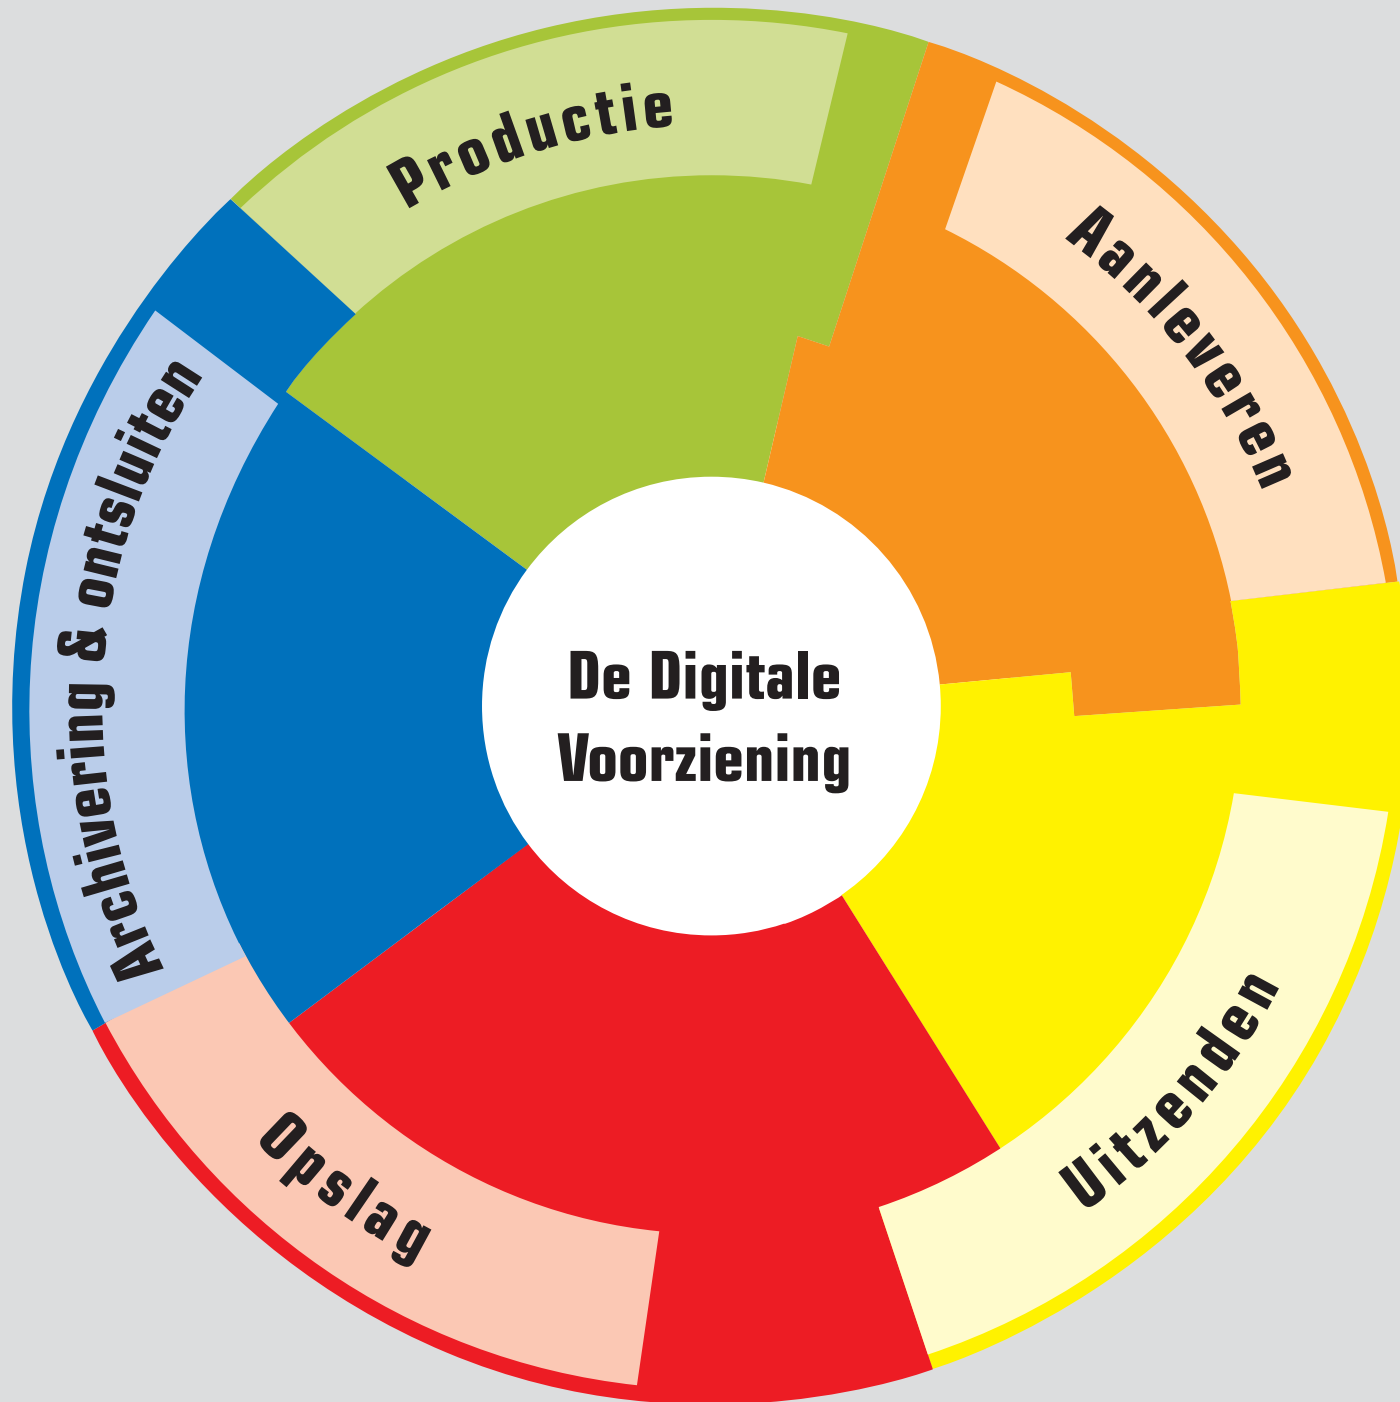 Productie
Aanleveren
Uitzenden
Opslag
Archivering & ontsluiten
De Digitale
Voorziening